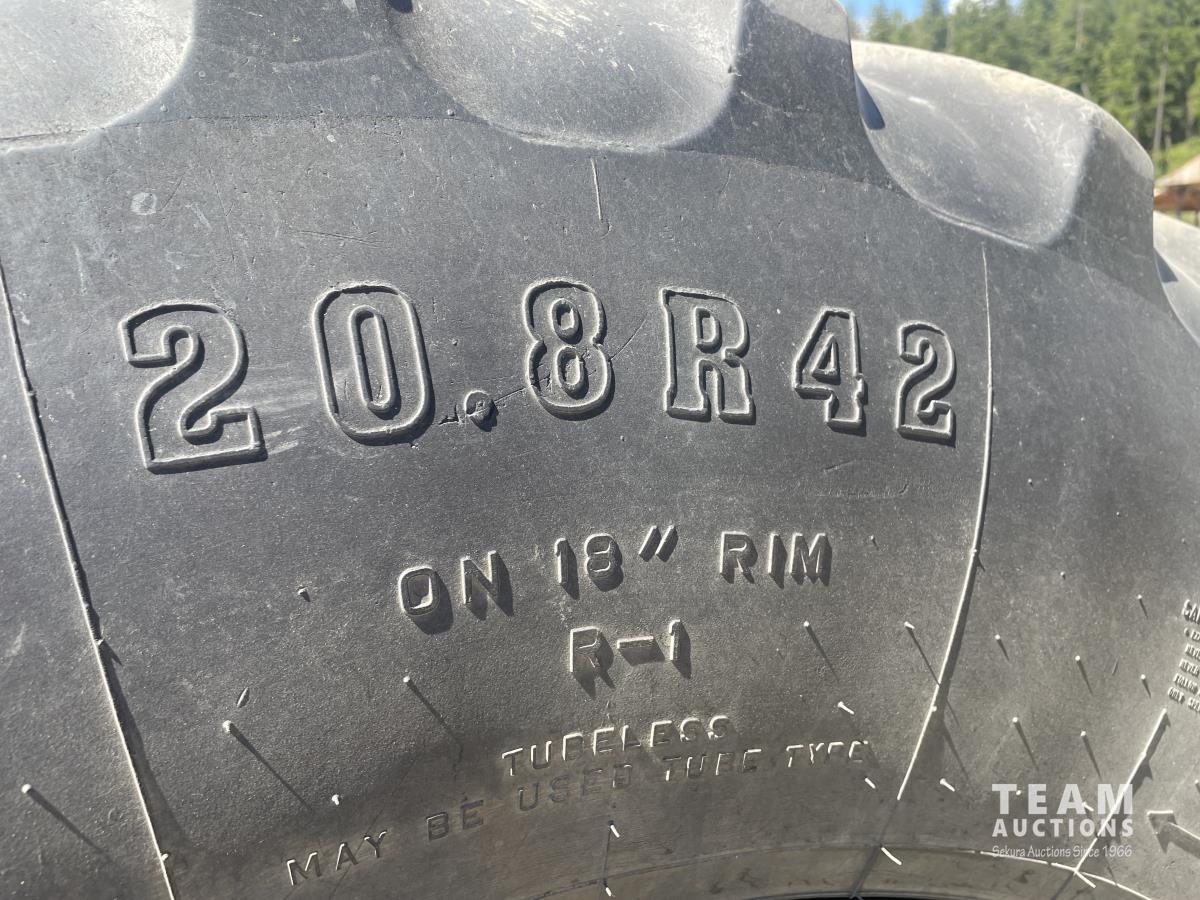 20.8R42
ON 18" RIM
R-1
TUBELESS
MAY BE USED TUBE TYPE
TEAM
AUCTIONS
Sekura Auctions Since 1966